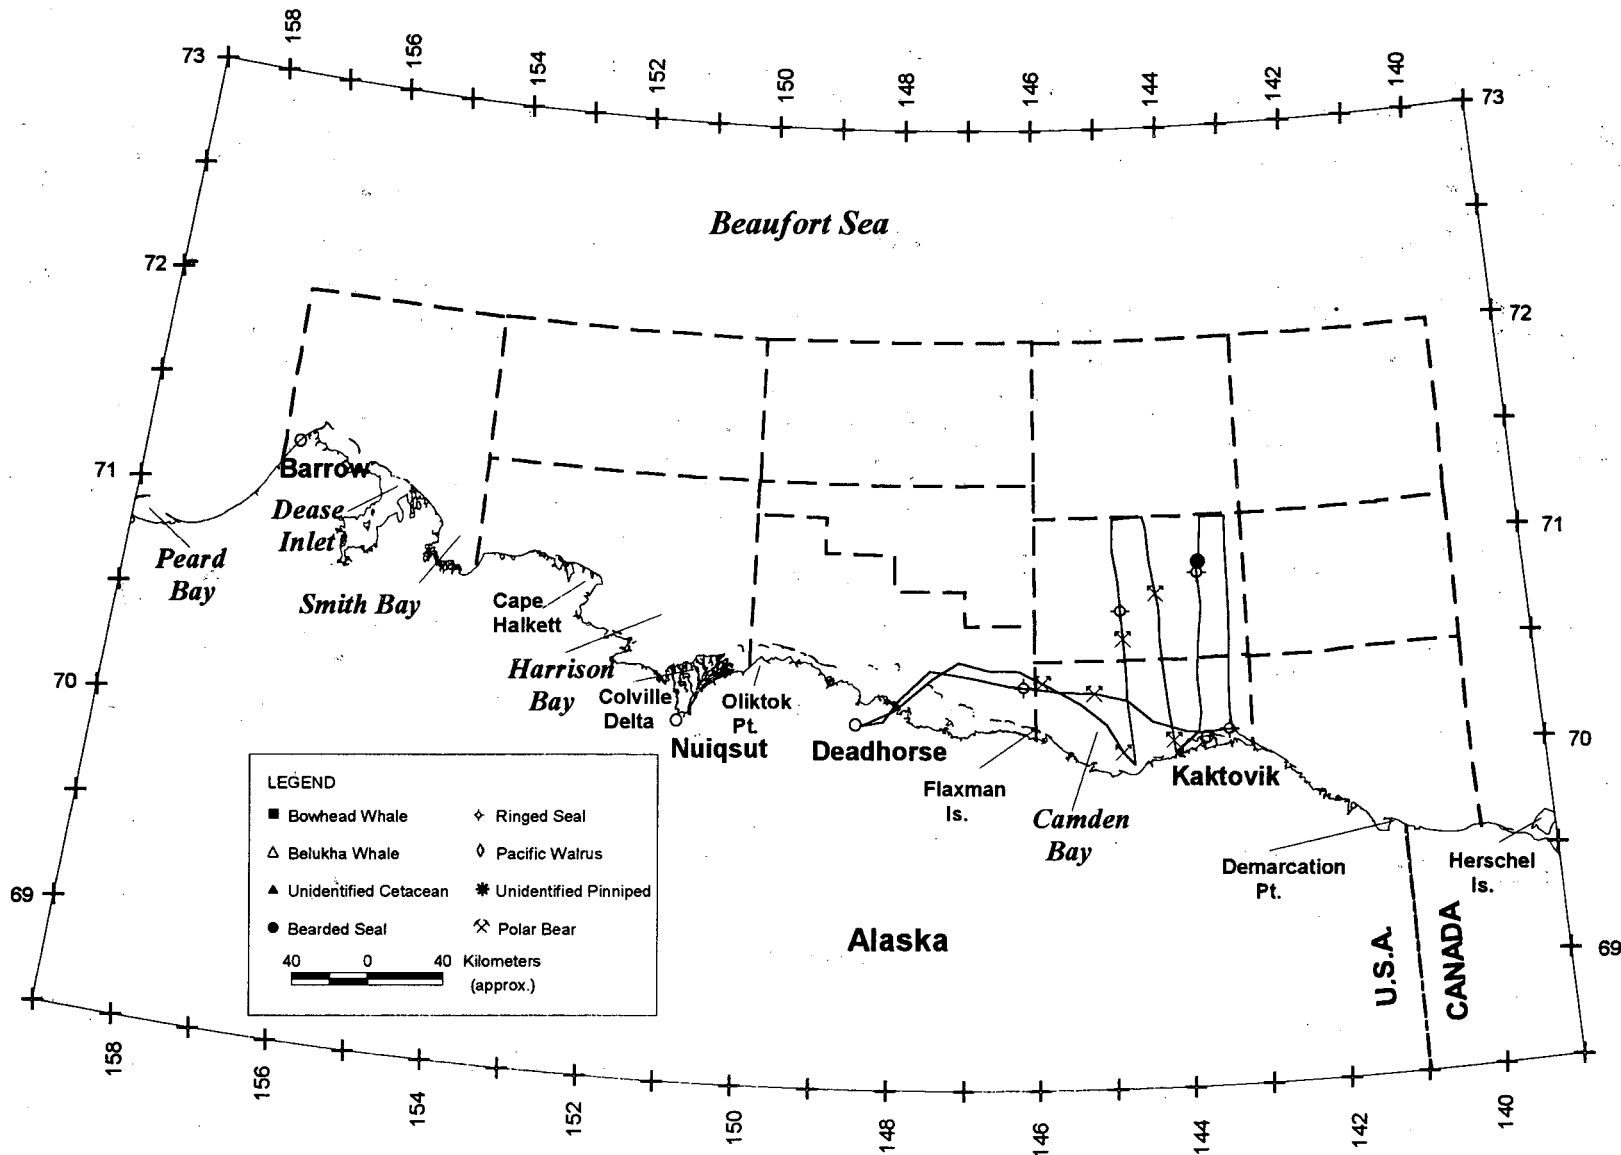 158
156
154
152
150
148
146
144
142
140
73
73
Beaufort Sea
72
72
71
Barrow
Dease
Inlet
71
Peard
Bay
Smith Bay
Cape
Halkett
Harrison
Bay
70
Colville
Delta
Oliktok
Pt.
Nuiqsut
Deadhorse
70
Kaktovik
Flaxman
Is.
Camden
Bay
Demarcation
Pt.
Herschel
Is.
LEGEND
Bowhead Whale
Ringed Seal
Belukha Whale
Pacific Walrus
Unidentified Cetacean
Unidentified Pinniped
Bearded Seal
Polar Bear
40 0 40 Kilometers
(approx.)
69
Alaska
U.S.A.
CANADA
69
158
156
154
152
150
148
146
144
142
140